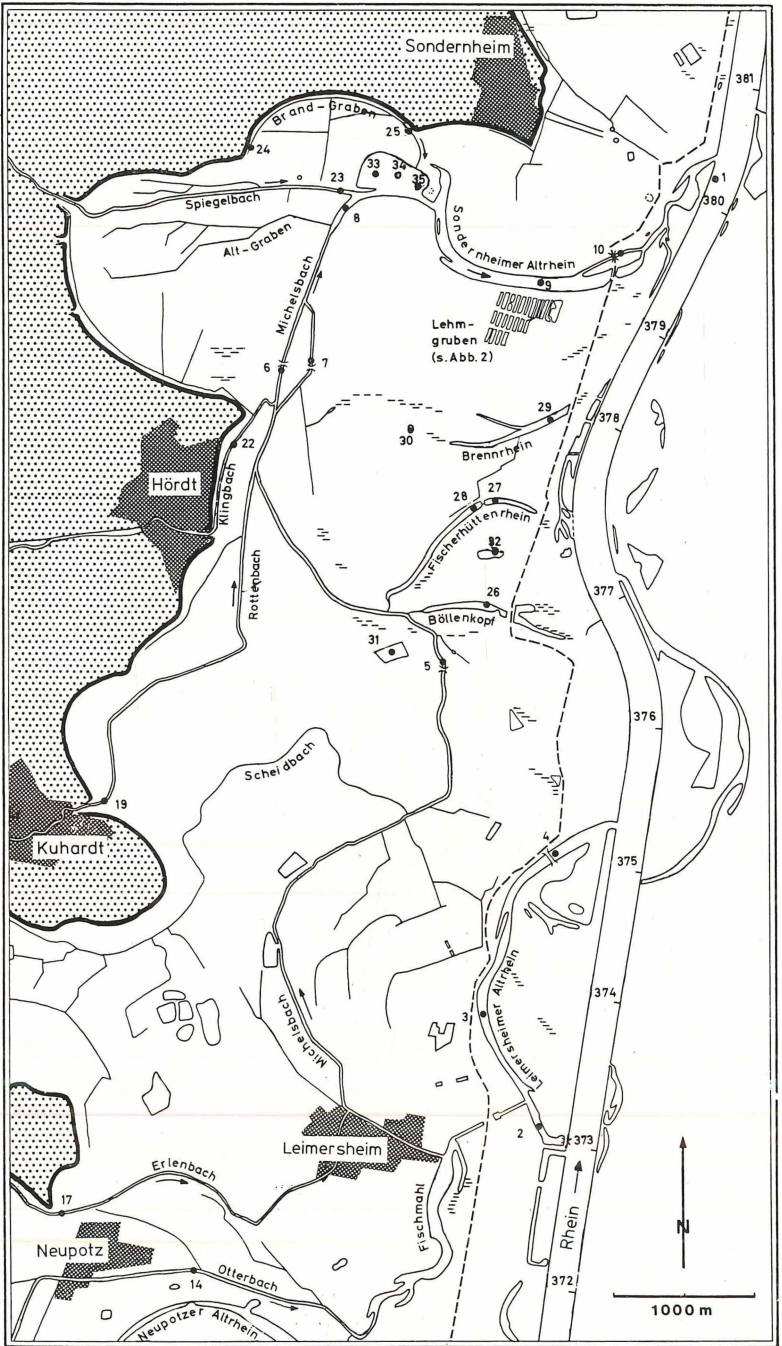 Sondernheim
381
Brand-Graben
25
24
33
34
35
23
1
Spiegelbach
380
8
Sondernheimer Altrhein
Alt-Graben
10
9
Michelsbach
Lehm-
gruben
(s. Abb. 2)
379
6
7
29
378
30
22
Brennrhein
Hördt
Klingbach
28
27
Fischerhüttenrhein
32
377
Rottenbach
26
Böllenkopf
31
5
376
Scheidbach
19
4
Kuhardt
375
374
3
Leimersheimer Altrhein
Michelsbach
2
373
Leimersheim
Erlenbach
17
Fischmahl
Rhein
N
Neupotz
14
Otterbach
372
1000 m
Neupotzer Altrhein